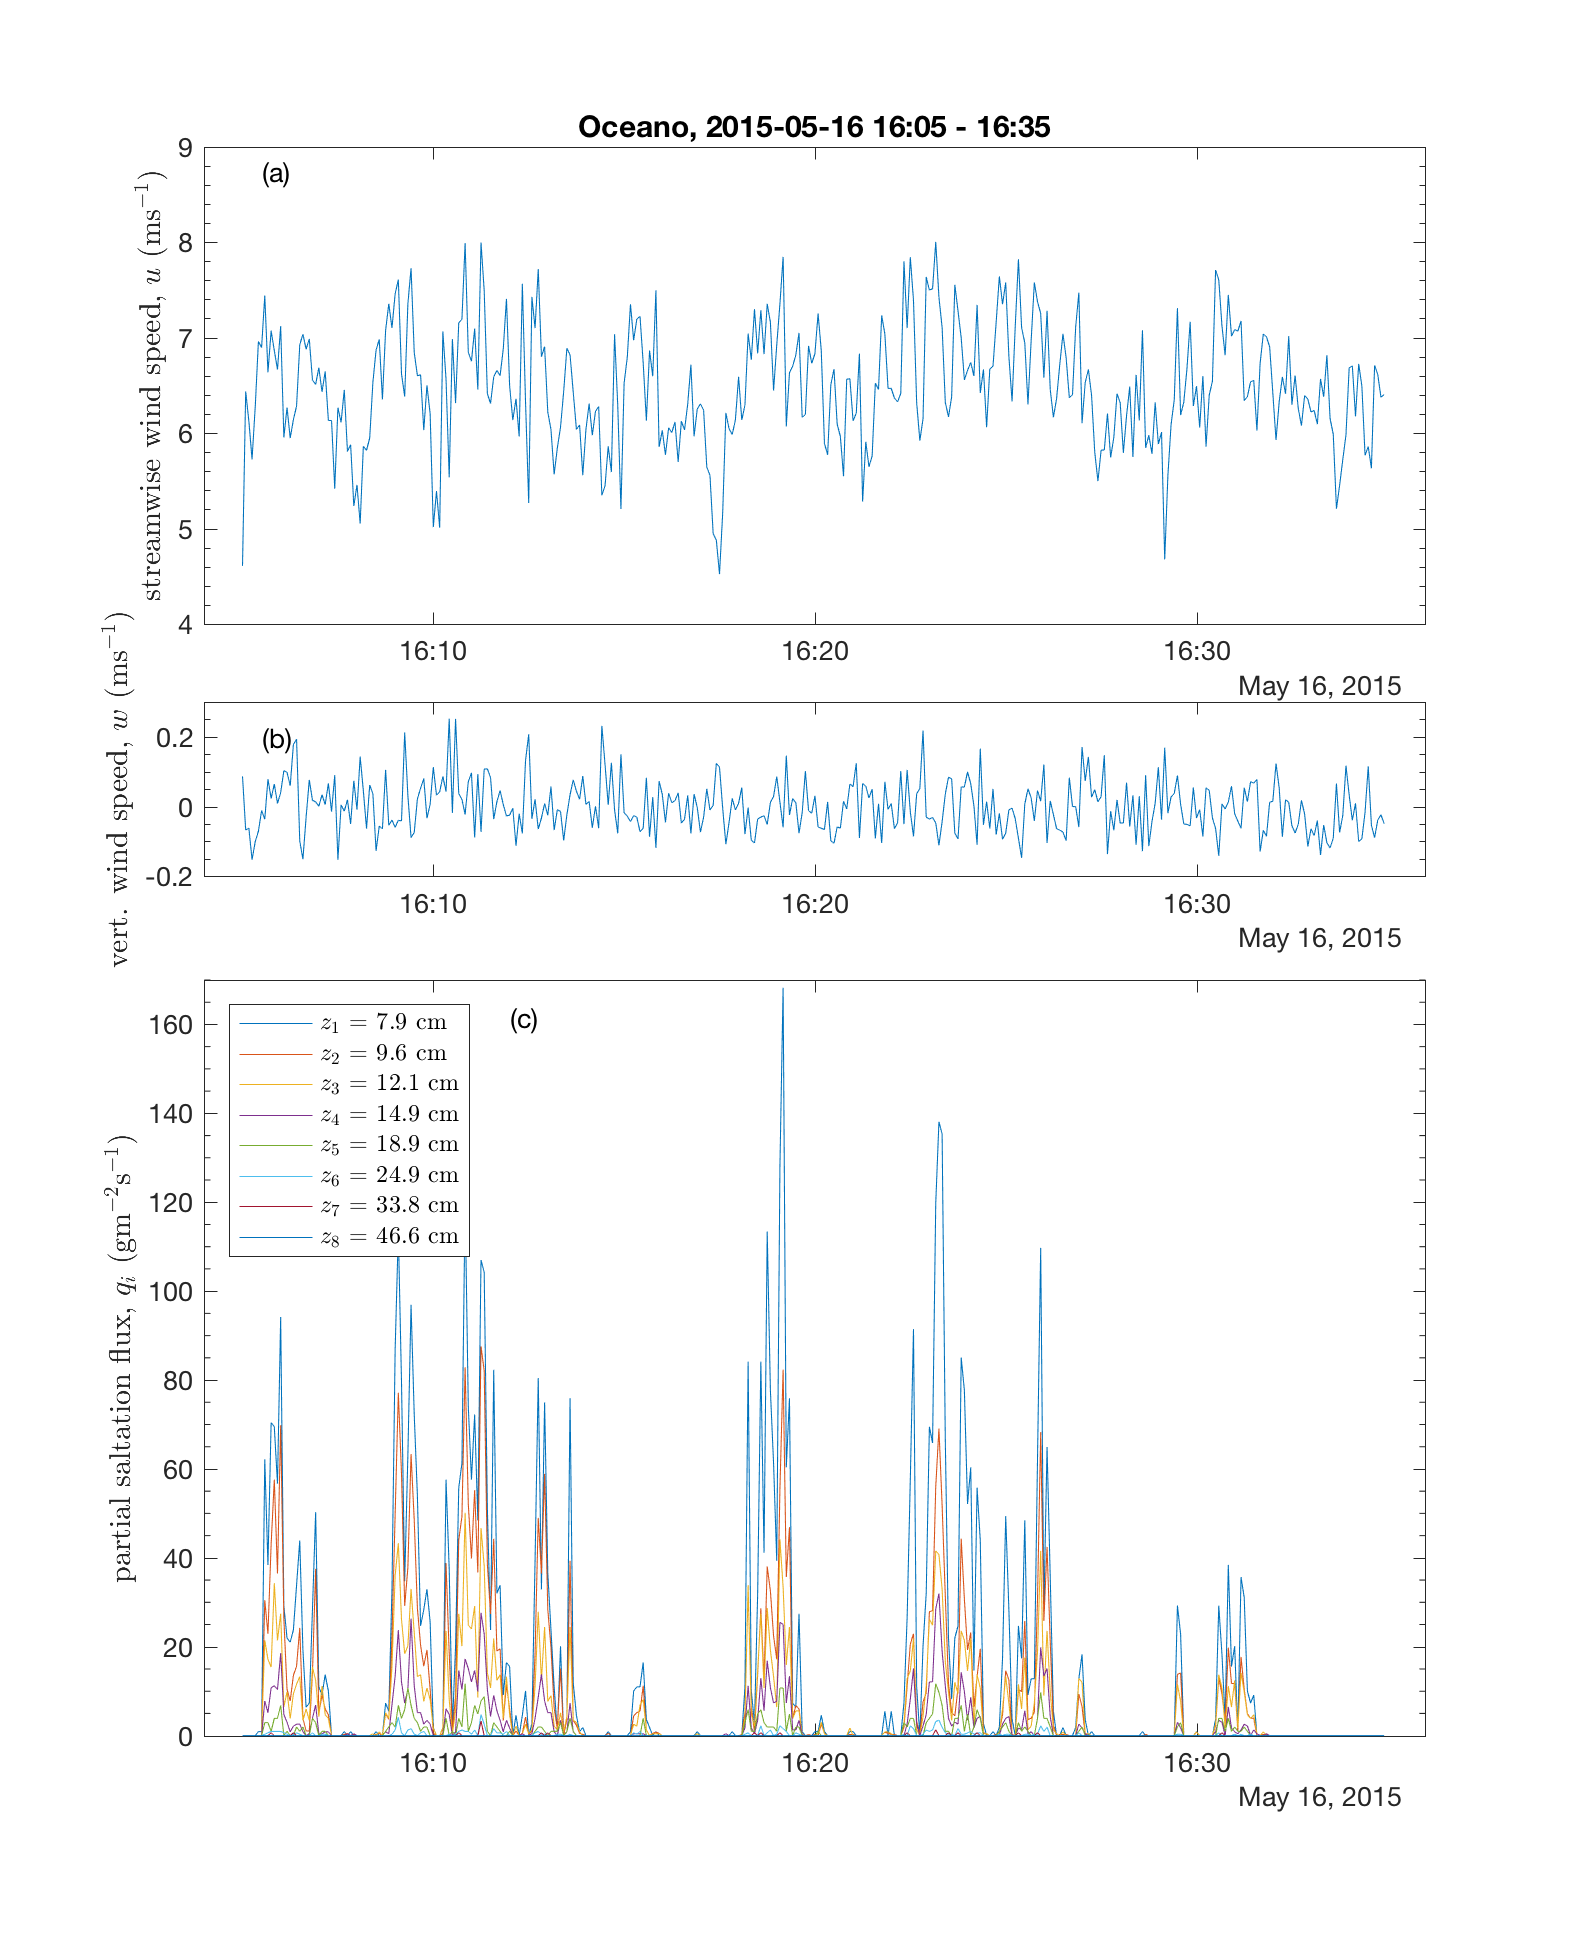 Oceano, 2015-05-16 16:05 - 16:35
(a)
streamwise wind speed, u (ms⁻¹)
9
8
7
6
5
4
16:10 16:20 16:30
May 16, 2015
(b)
vert. wind speed, w (ms⁻¹)
0.2
0
-0.2
16:10 16:20 16:30
May 16, 2015
(c)
partial saltation flux, qᵢ (gm⁻²s⁻¹)
160
140
120
100
80
60
40
20
0
z₁ = 7.9 cm
z₂ = 9.6 cm
z₃ = 12.1 cm
z₄ = 14.9 cm
z₅ = 18.9 cm
z₆ = 24.9 cm
z₇ = 33.8 cm
z₈ = 46.6 cm
16:10 16:20 16:30
May 16, 2015